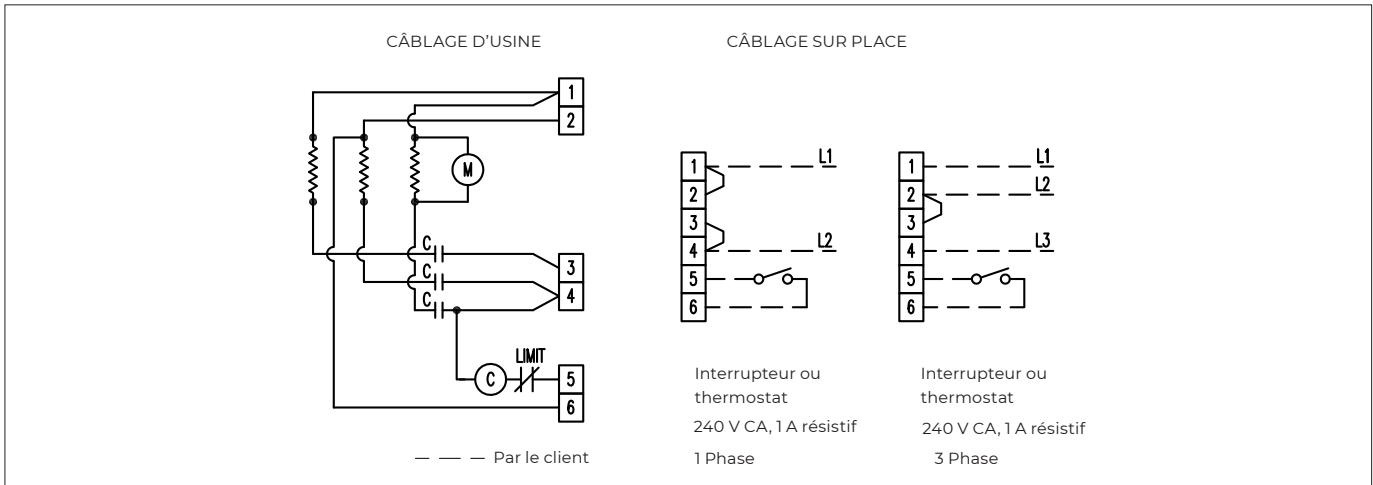 CÂBLAGE D'USINE
CÂBLAGE SUR PLACE
1
2
M
C
3
C
4
C
LIMIT
C
5
6
— — — Par le client
1
L1
2
3
4
L2
5
6
Interrupteur ou
thermostat
240 V CA, 1 A résistif
1 Phase
1
L1
2
L2
3
4
L3
5
6
Interrupteur ou
thermostat
240 V CA, 1 A résistif
3 Phase